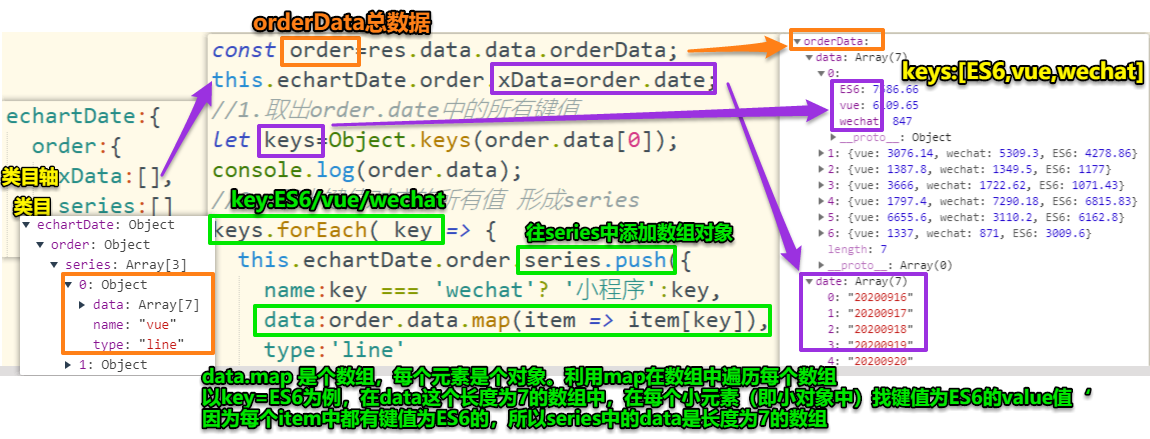 orderData总数据
const order=res.data.data.orderData;
this.echartDate.order.xData=order.date;
//1.取出order.date中的所有键值
let keys=Object.keys(order.data[0]);
console.log(order.data);
所有值 形成series
key:ES6/vue/wechat
keys.forEach( key => {
往series中添加数组对象
this.echartDate.order.series.push({
name:key === 'wechat'? '小程序':key,
data:order.data.map(item => item[key]),
type:'line'
echartDate:{
order:{
类目轴
xData:[],
类目
series:[]
echartDate: Object
order: Object
series: Array[3]
0: Object
data: Array[7]
name: "vue"
type: "line"
1: Object
orderData:
data: Array(7)
0:
keys:[ES6,vue,wechat]
ES6: 7586.66
vue: 6109.65
wechat: 847
__proto__: Object
1: {vue: 3076.14, wechat: 5309.3, ES6: 4278.86}
2: {vue: 1387.8, wechat: 1349.5, ES6: 1177}
3: {vue: 3666, wechat: 1722.62, ES6: 1071.43}
4: {vue: 1797.4, wechat: 7290.18, ES6: 6815.83}
5: {vue: 6655.6, wechat: 3110.2, ES6: 6162.8}
6: {vue: 1337, wechat: 871, ES6: 3009.6}
length: 7
__proto__: Array(0)
date: Array(7)
0: "20200916"
1: "20200917"
2: "20200918"
3: "20200919"
4: "20200920"
data.map 是个数组，每个元素是个对象。利用map在数组中遍历每个数组
以key=ES6为例，在data这个长度为7的数组中，在每个小元素（即小对象中）找键值为ES6的value值‘
因为每个item中都有键值为ES6的，所以series中的data是长度为7的数组